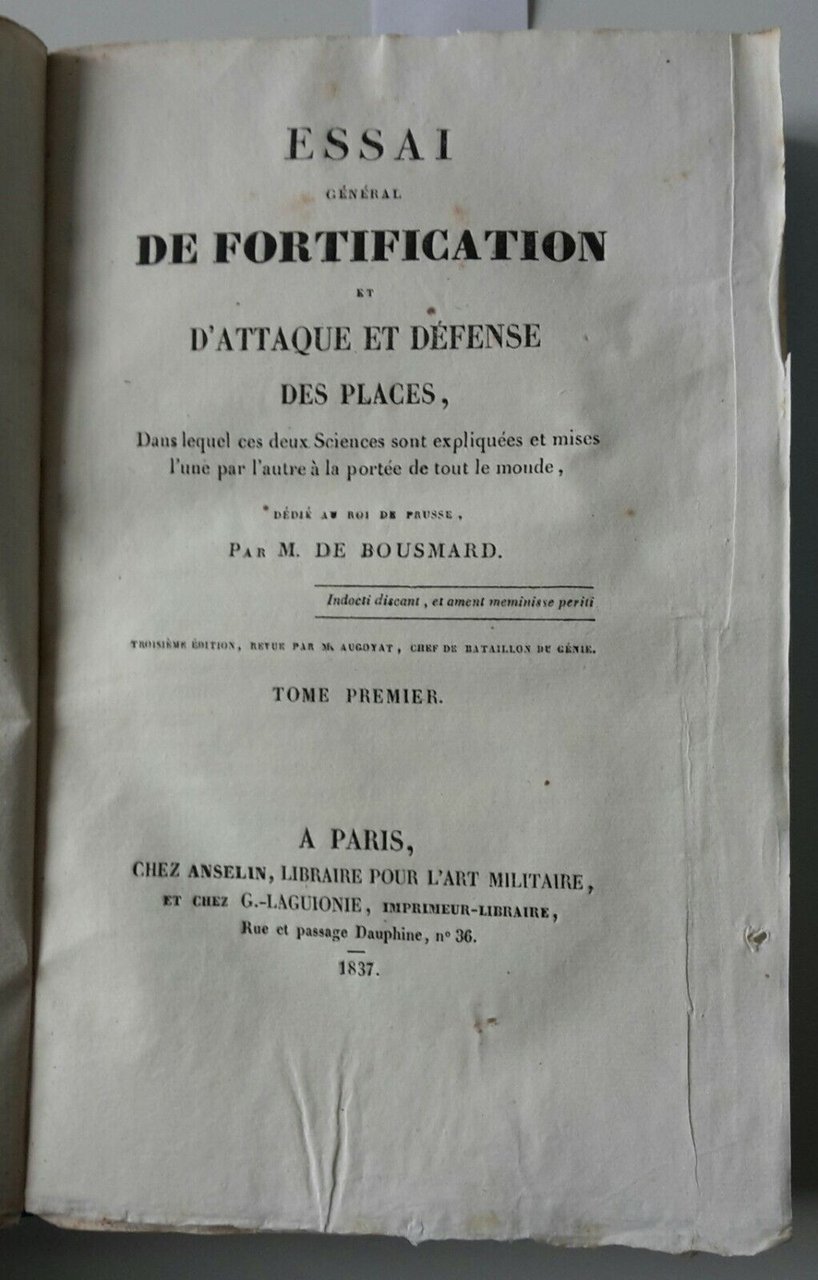 ESSAI
GÉNÉRAL
DE FORTIFICATION
ET
D'ATTAQUE ET DÉFENSE
DES PLACES,
Dans lequel ces deux Sciences sont expliquées et mises
l'une par l'autre à la portée de tout le monde,
DÉDIÉ AU ROI DE PRUSSE,
PAR M. DE BOUSMARD.
Indocti discant, et ament meminisse periti
TROISIÈME ÉDITION, REVUE PAR M. AUGOYAT, CHEF DE BATAILLON DU GÉNIE.
TOME PREMIER.
A PARIS,
CHEZ ANSELIN, LIBRAIRE POUR L'ART MILITAIRE,
ET CHEZ G.-LAGUIONIE, IMPRIMEUR-LIBRAIRE,
Rue et passage Dauphine, nº 36.
1837.